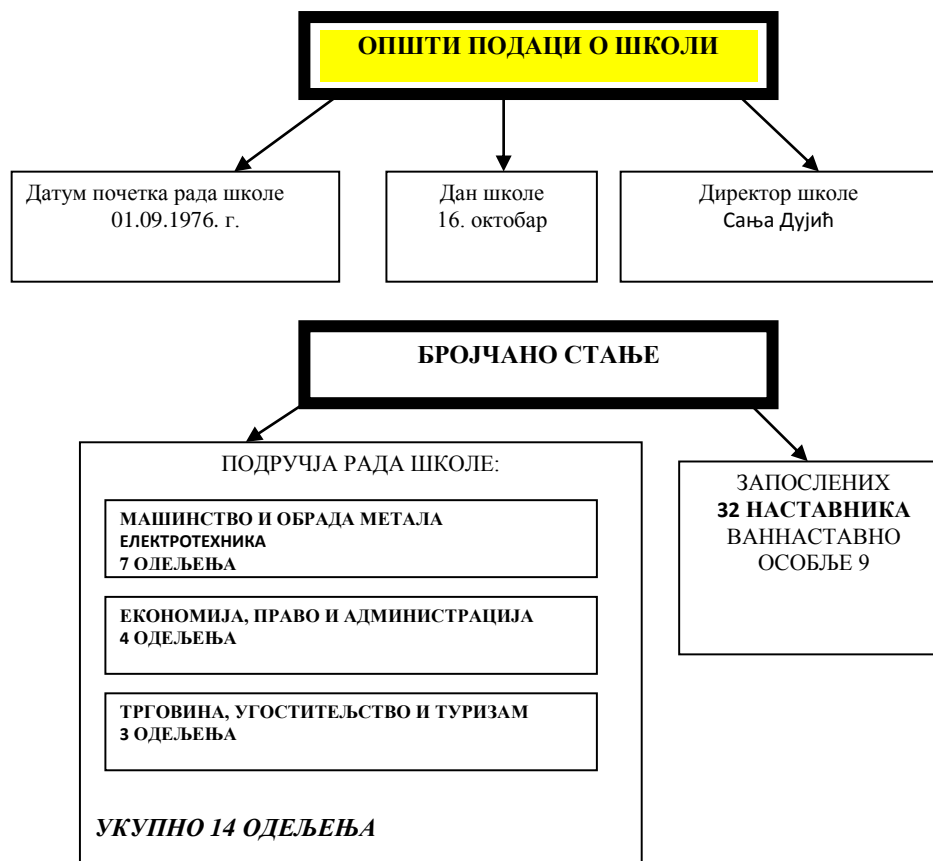 ОПШТИ ПОДАЦИ О ШКОЛИ
Датум почетка рада школе
01.09.1976. г.
Дан школе
16. октобар
Директор школе
Сања Дујић
БРОЈЧАНО СТАЊЕ
ПОДРУЧЈА РАДА ШКОЛЕ:
МАШИНСТВО И ОБРАДА МЕТАЛА
ЕЛЕКТРОТЕХНИКА
7 ОДЕЉЕЊА
ЕКОНОМИЈА, ПРАВО И АДМИНИСТРАЦИЈА
4 ОДЕЉЕЊА
ТРГОВИНА, УГОСТИТЕЉСТВО И ТУРИЗАМ
3 ОДЕЉЕЊА
УКУПНО 14 ОДЕЉЕЊА
ЗАПОСЛЕНИХ
32 НАСТАВНИКА
ВАННАСТАВНО
ОСОБЉЕ 9